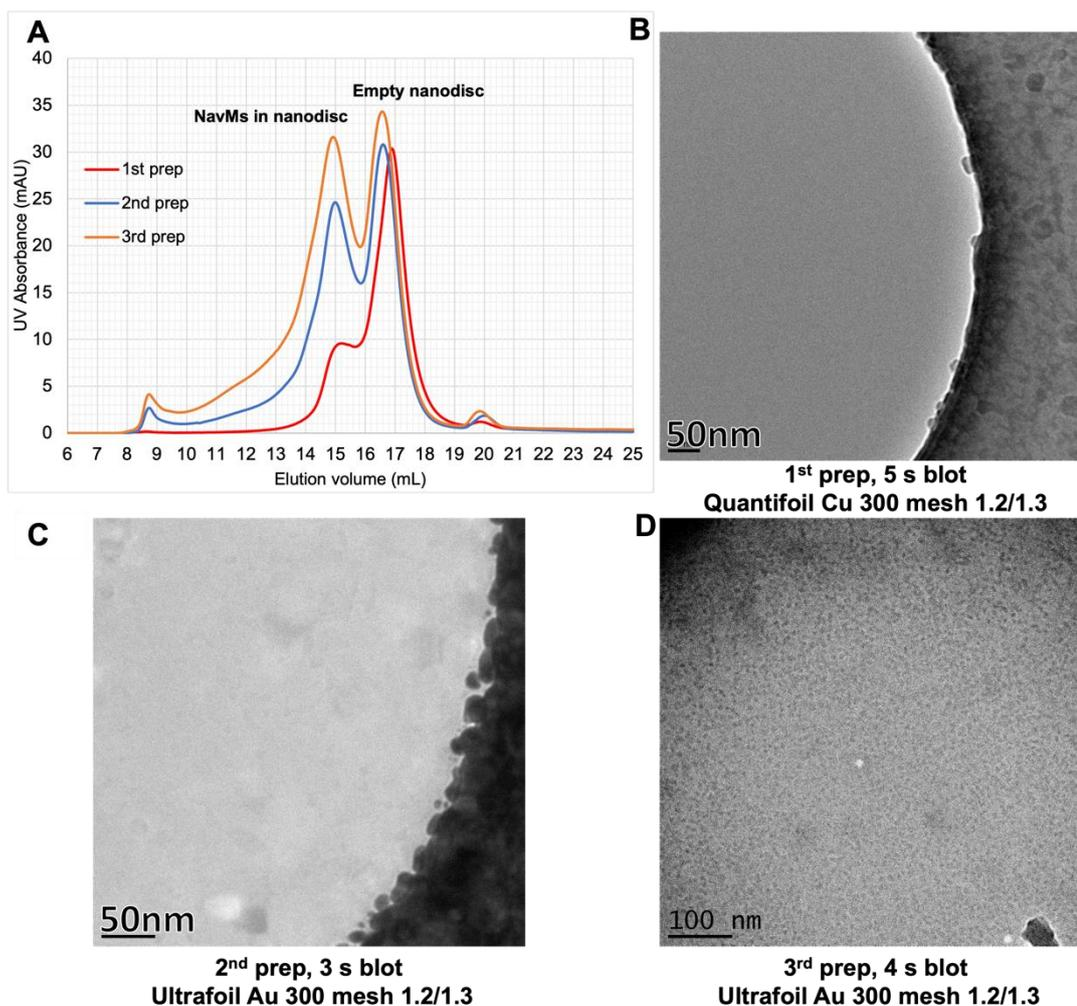 A
40
35
30
25
20
15
10
5
0
UV Absorbance (mAU)
Empty nanodisc
NavMs in nanodisc
1st prep
2nd prep
3rd prep
6 7 8 9 10 11 12 13 14 15 16 17 18 19 20 21 22 23 24 25
Elution volume (mL)
B
50nm
1st prep, 5 s blot
Quantifoil Cu 300 mesh 1.2/1.3
C
50nm
2nd prep, 3 s blot
Ultrafoil Au 300 mesh 1.2/1.3
D
100 nm
3rd prep, 4 s blot
Ultrafoil Au 300 mesh 1.2/1.3